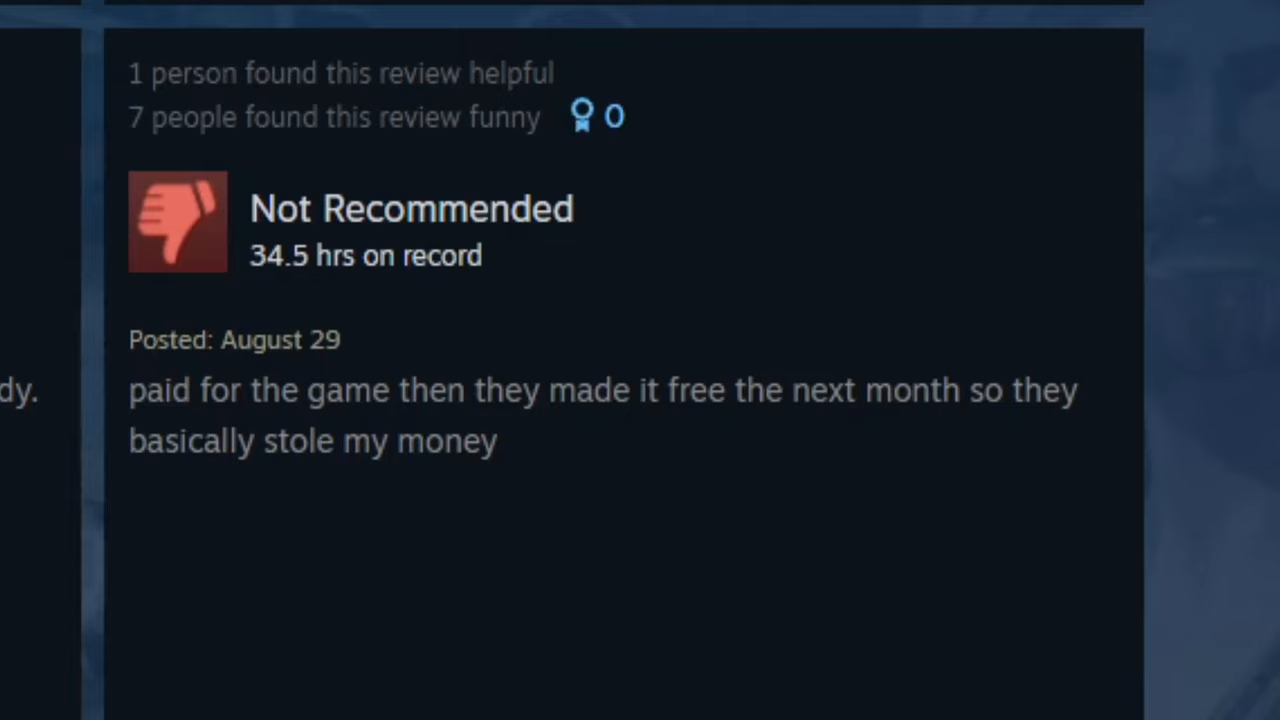 1 person found this review helpful
7 people found this review funny 0
Not Recommended
34.5 hrs on record
Posted: August 29
dy.
paid for the game then they made it free the next month so they
basically stole my money